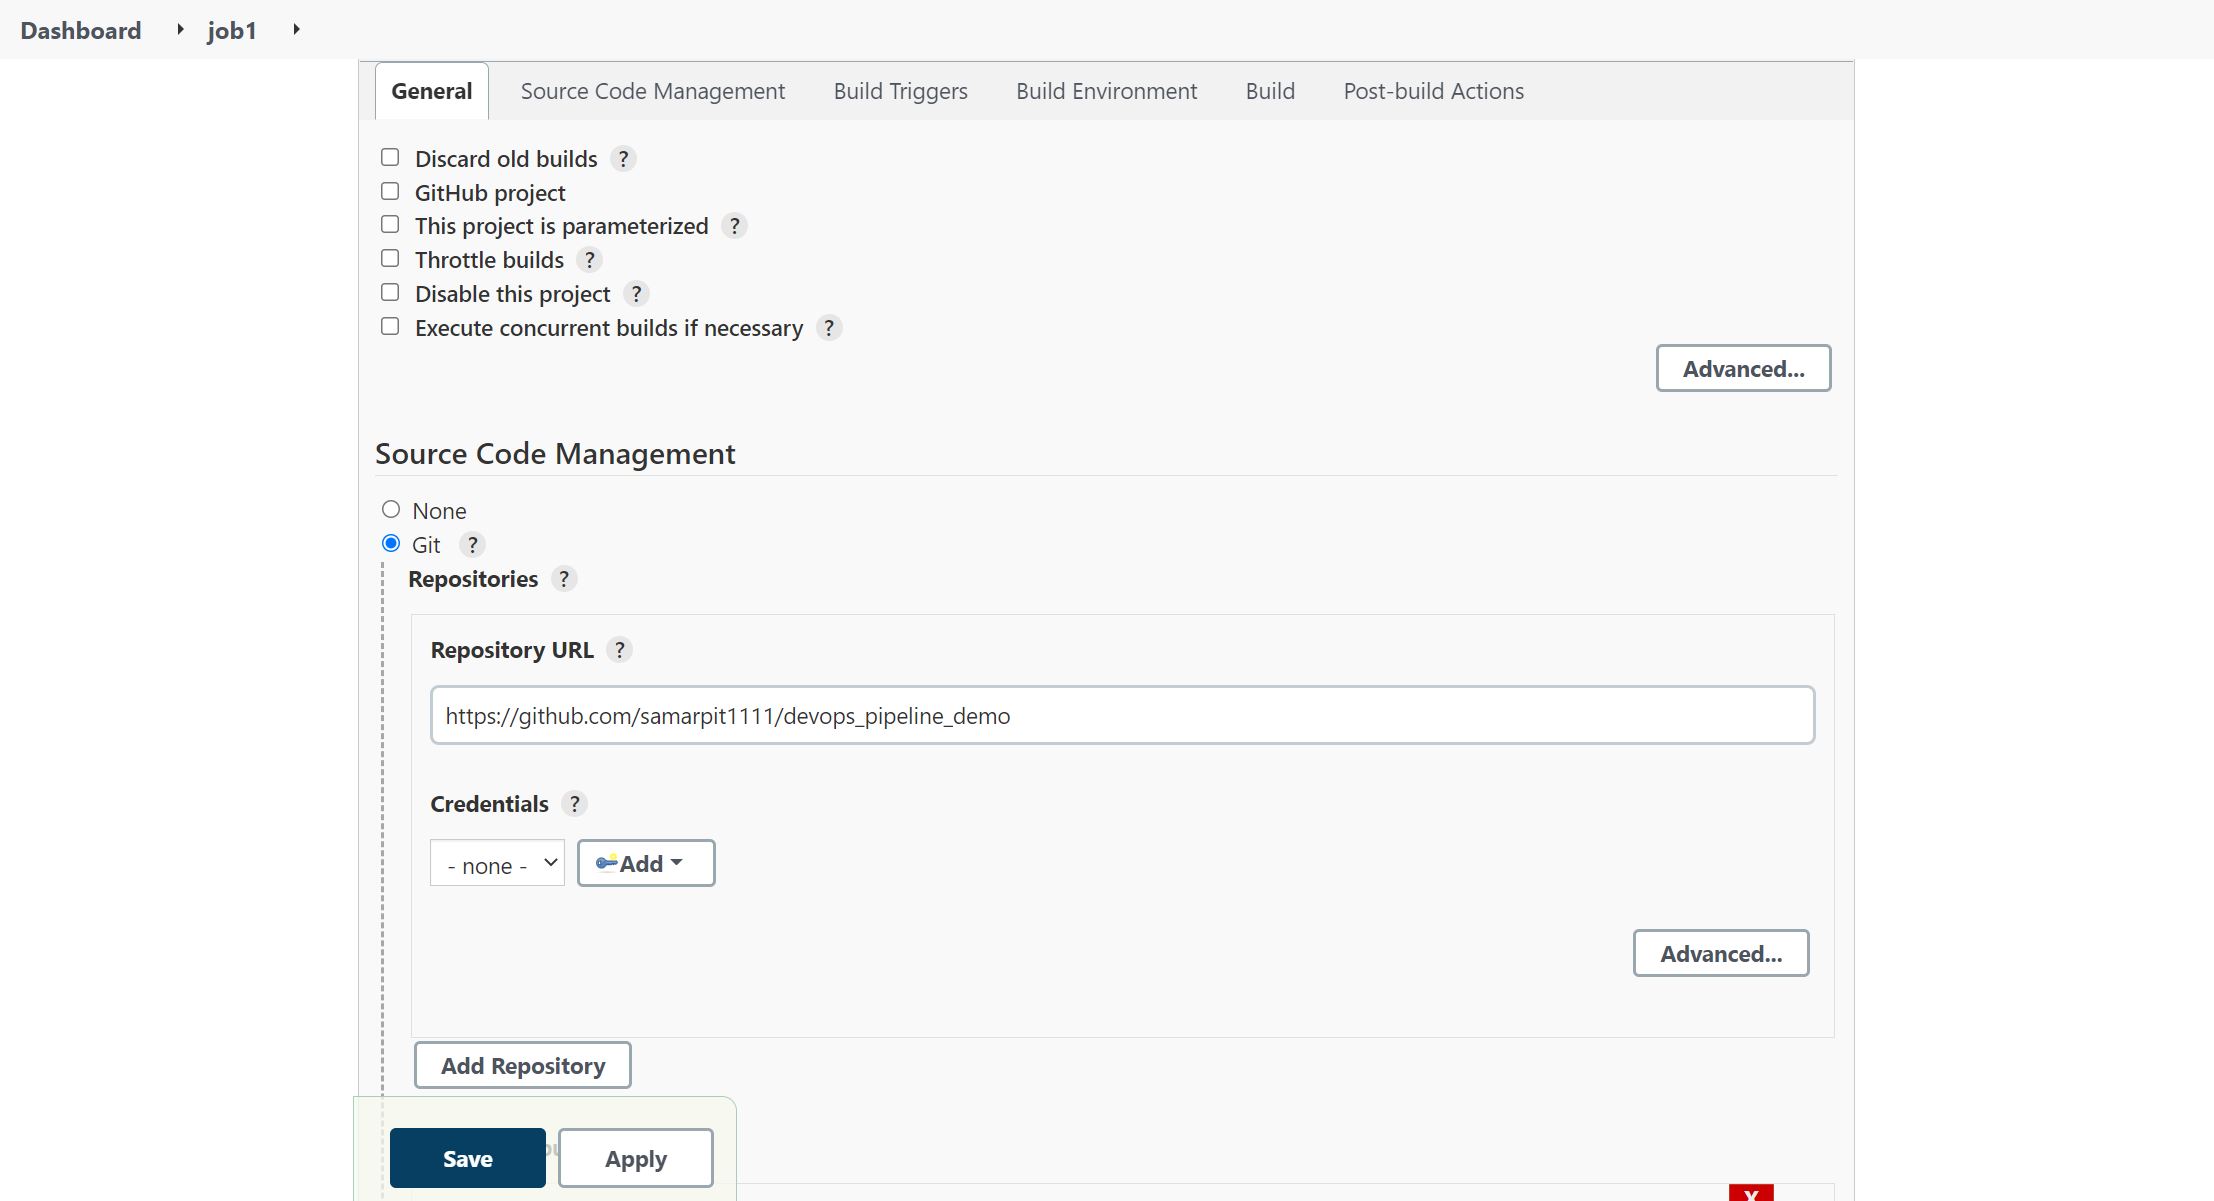 Dashboard job1
General Source Code Management Build Triggers Build Environment Build Post-build Actions
Discard old builds ?
GitHub project
This project is parameterized ?
Throttle builds ?
Disable this project ?
Execute concurrent builds if necessary ?
Advanced...
Source Code Management
None
Git ?
Repositories ?
Repository URL ?
https://github.com/samarpit1111/devops_pipeline_demo
Credentials ?
- none - Add
Advanced...
Add Repository
Save Apply
X